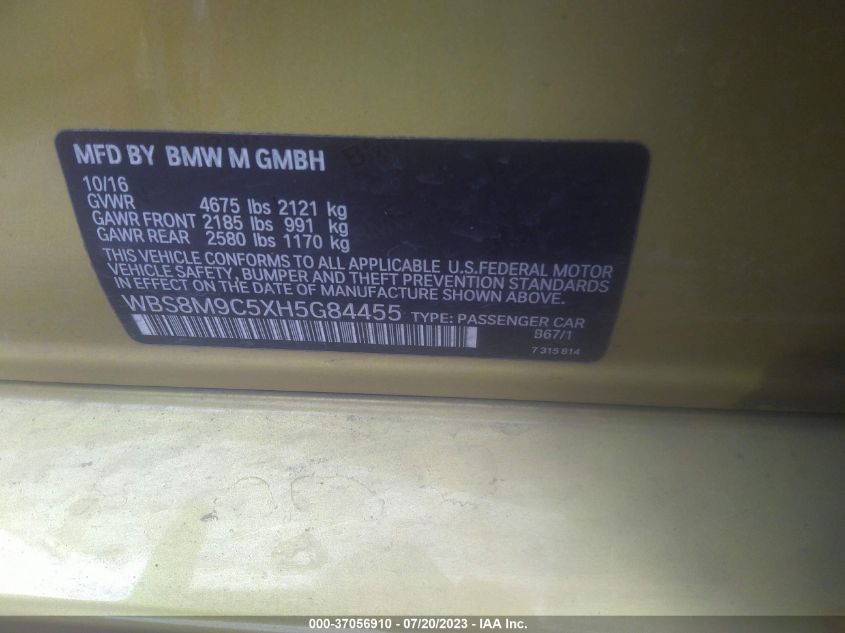 MFD BY BMW M GMBH
10/16
GVWR 4675 lbs 2121 kg
GAWR FRONT 2185 lbs 991 kg
GAWR REAR 2580 lbs 1170 kg
THIS VEHICLE CONFORMS TO ALL APPLICABLE U.S.FEDERAL MOTOR
VEHICLE SAFETY, BUMPER AND THEFT PREVENTION STANDARDS
IN EFFECT ON THE DATE OF MANUFACTURE SHOWN ABOVE.
WBS8M9C5XH5G84455 TYPE: PASSENGER CAR
B67/1
7 315 814
000-37056910 - 07/20/2023 - IAA Inc.